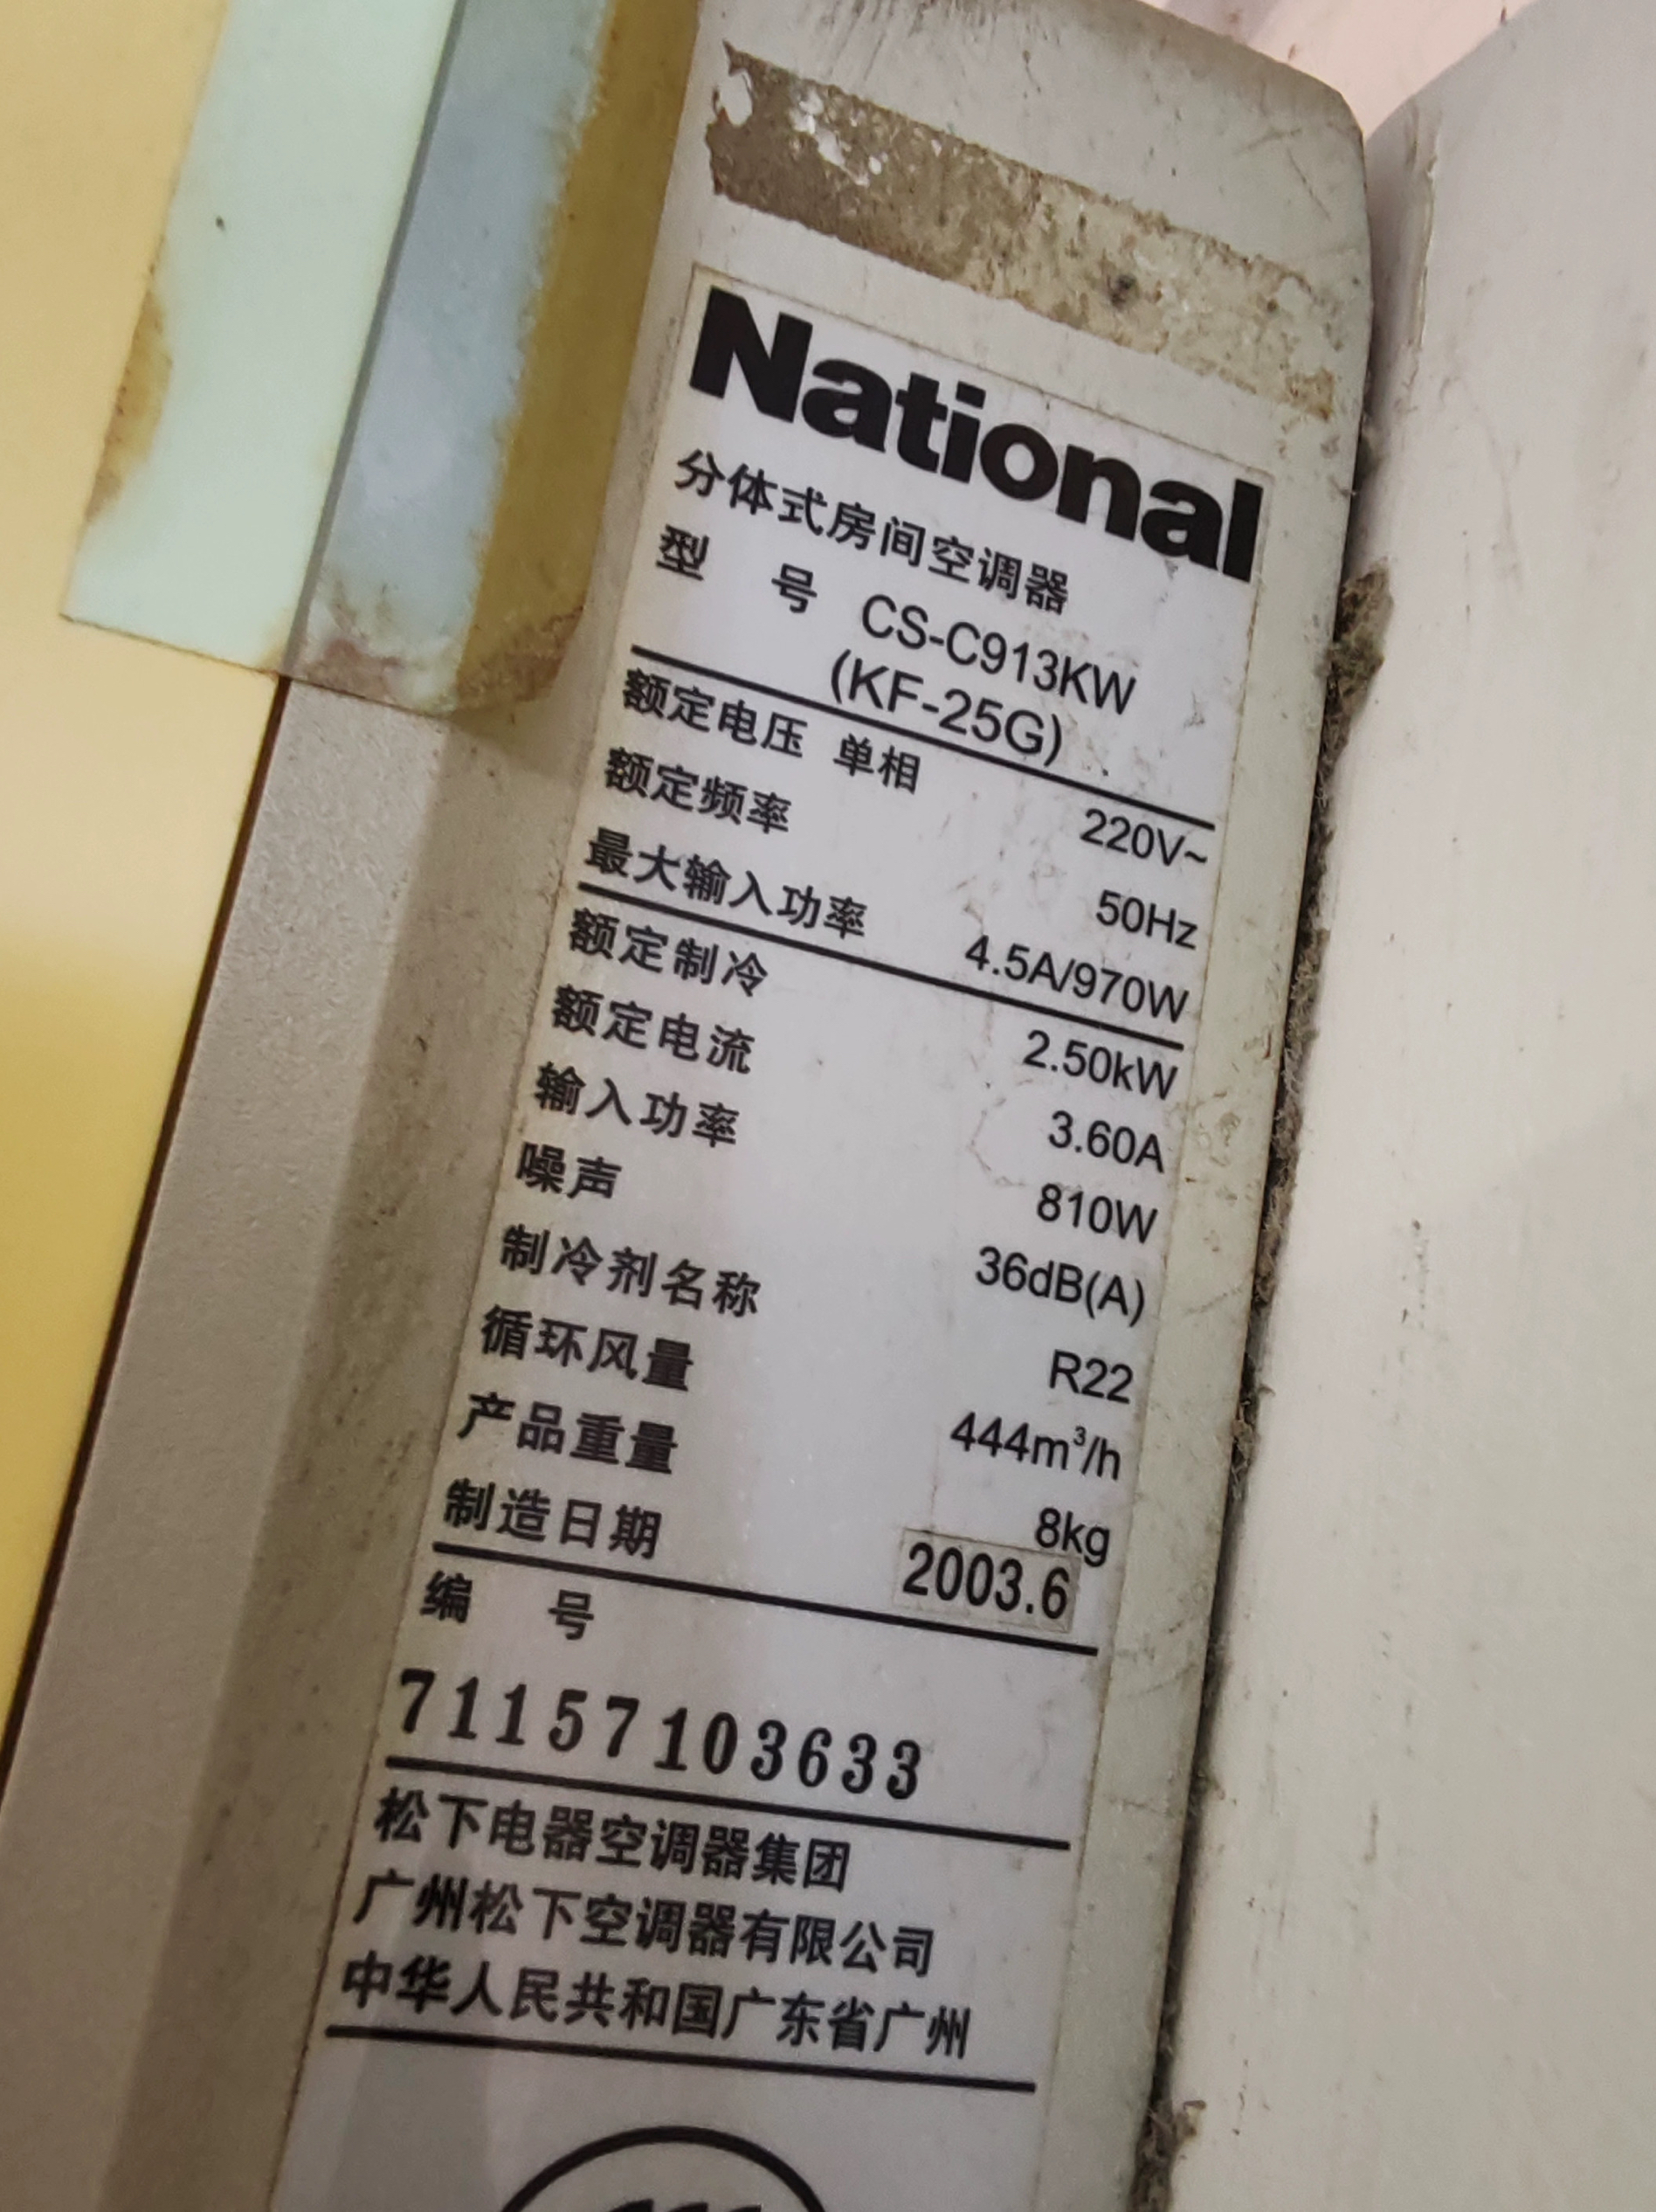 National
分体式房间空调器
型 号 CS-C913KW
(KF-25G)
额定电压 单相 220V~
额定频率 50Hz
最大输入功率 4.5A/970W
额定制冷 2.50kW
额定电流 3.60A
输入功率 810W
噪声 36dB(A)
制冷剂名称 R22
循环风量 444m³/h
产品重量 8kg
制造日期 2003.6
编 号
71157103633
松下电器空调器集团
广州松下空调器有限公司
中华人民共和国广东省广州